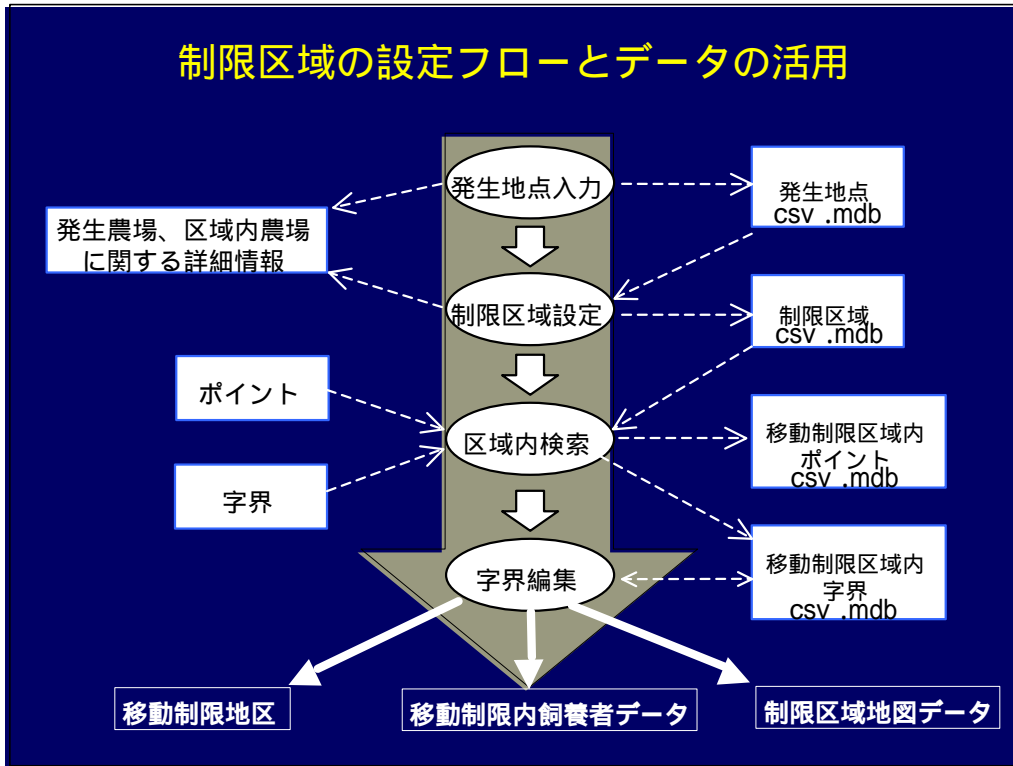 制限区域の設定フローとデータの活用
発生地点入力
発生地点
csv .mdb
発生農場、区域内農場
に関する詳細情報
制限区域設定
制限区域
csv .mdb
ポイント
区域内検索
移動制限区域内
ポイント
csv .mdb
字界
字界編集
移動制限区域内
字界
csv .mdb
移動制限地区
移動制限内飼養者データ
制限区域地図データ